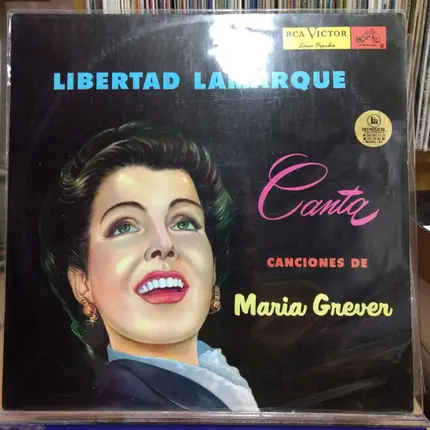 RCA VICTOR
LIBERTAD LAMARQUE
Canta
CANCIONES DE
Maria Grever